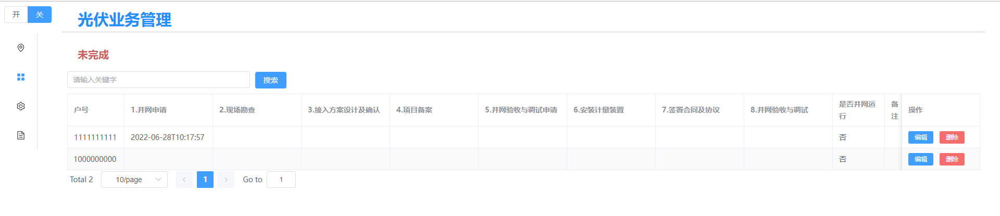 开 关
光伏业务管理
未完成
请输入关键字 搜索
户号 1.并网申请 2.现场勘查 3.接入方案设计及确认 4.项目备案 5.并网验收与调试申请 6.安装计量装置 7.签署合同及协议 8.并网验收与调试 是否并网运行 备注 操作
1111111111 2022-06-28T10:17:57 否 编辑 删除
1000000000 否 编辑 删除
Total 2 10/page 1 Go to 1